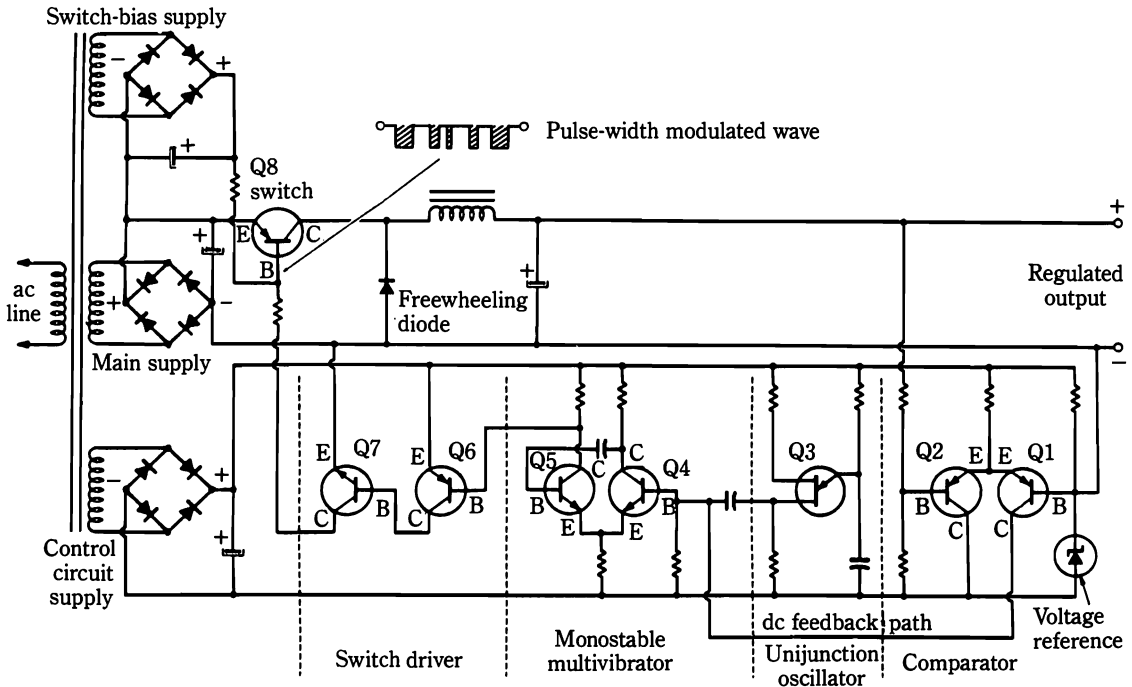 Switch-bias supply
−
+
+
Q8
switch
Pulse-width modulated wave
E
C
B
+
+
+
−
ac
line
Main supply
Freewheeling
diode
Regulated
output
+
−
−
+
+
Control
circuit
supply
E
Q7
B
C
E
Q6
B
C
Q5
C
B
E
C
Q4
B
E
Q3
Q2
E
B
C
E
Q1
B
C
Voltage
reference
dc feedback path
Switch driver
Monostable
multivibrator
Unijunction
oscillator
Comparator